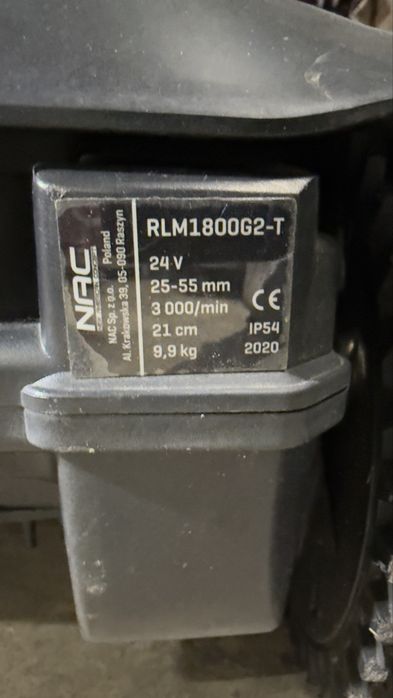 NAC
NAC Sp. z o.o. Poland
Al. Krakowska 39, 05-090 Raszyn
RLM1800G2-T
24 V
25-55 mm
3 000/min
21 cm
9,9 kg
CE
IP54
2020